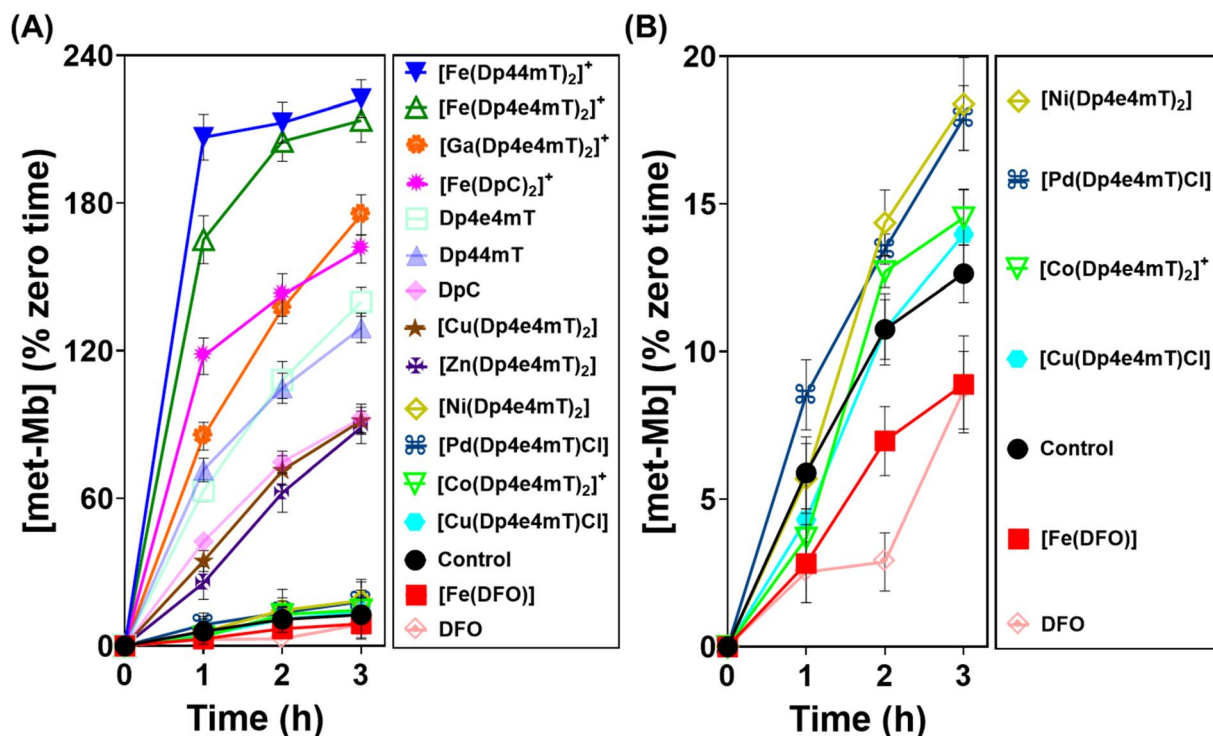 (A)
[met-Mb] (% zero time)
240
180
120
60
0
0 1 2 3
Time (h)
[Fe(Dp44mT)₂]⁺
[Fe(Dp4e4mT)₂]⁺
[Ga(Dp4e4mT)₂]⁺
[Fe(DpC)₂]⁺
Dp4e4mT
Dp44mT
DpC
[Cu(Dp4e4mT)₂]
[Zn(Dp4e4mT)₂]
[Ni(Dp4e4mT)₂]
[Pd(Dp4e4mT)Cl]
[Co(Dp4e4mT)₂]⁺
[Cu(Dp4e4mT)Cl]
Control
[Fe(DFO)]
DFO
(B)
[met-Mb] (% zero time)
20
15
10
5
0
0 1 2 3
Time (h)
[Ni(Dp4e4mT)₂]
[Pd(Dp4e4mT)Cl]
[Co(Dp4e4mT)₂]⁺
[Cu(Dp4e4mT)Cl]
Control
[Fe(DFO)]
DFO